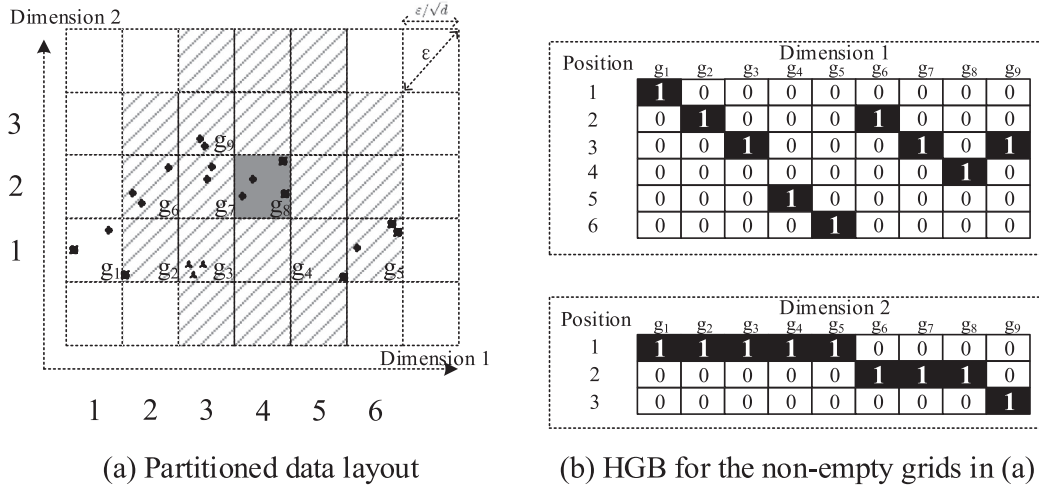 Dimension 2
ε/√d
ε
3
2
1
g₉
g₆ g₇ g₈
g₁ g₂ g₃ g₄ g₅
Dimension 1
1 2 3 4 5 6
(a) Partitioned data layout
Dimension 1
Position g₁ g₂ g₃ g₄ g₅ g₆ g₇ g₈ g₉
1 1 0 0 0 0 0 0 0 0
2 0 1 0 0 0 1 0 0 0
3 0 0 1 0 0 0 1 0 1
4 0 0 0 0 0 0 0 1 0
5 0 0 0 1 0 0 0 0 0
6 0 0 0 0 1 0 0 0 0
Dimension 2
Position g₁ g₂ g₃ g₄ g₅ g₆ g₇ g₈ g₉
1 1 1 1 1 1 0 0 0 0
2 0 0 0 0 0 1 1 1 0
3 0 0 0 0 0 0 0 0 1
(b) HGB for the non-empty grids in (a)